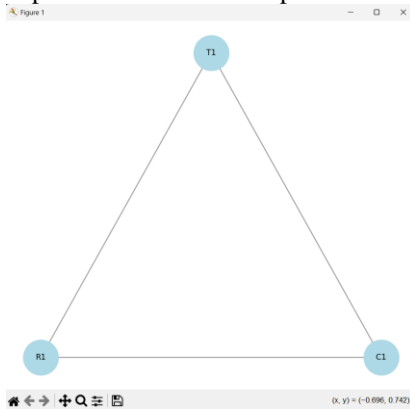 Figure 1
T1
R1
C1
(x, y) = (−0.696, 0.742)